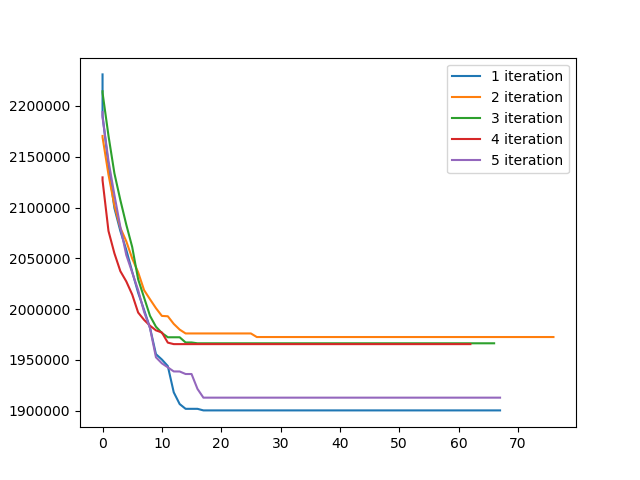 1 iteration
2 iteration
3 iteration
4 iteration
5 iteration
2200000
2150000
2100000
2050000
2000000
1950000
1900000
0 10 20 30 40 50 60 70